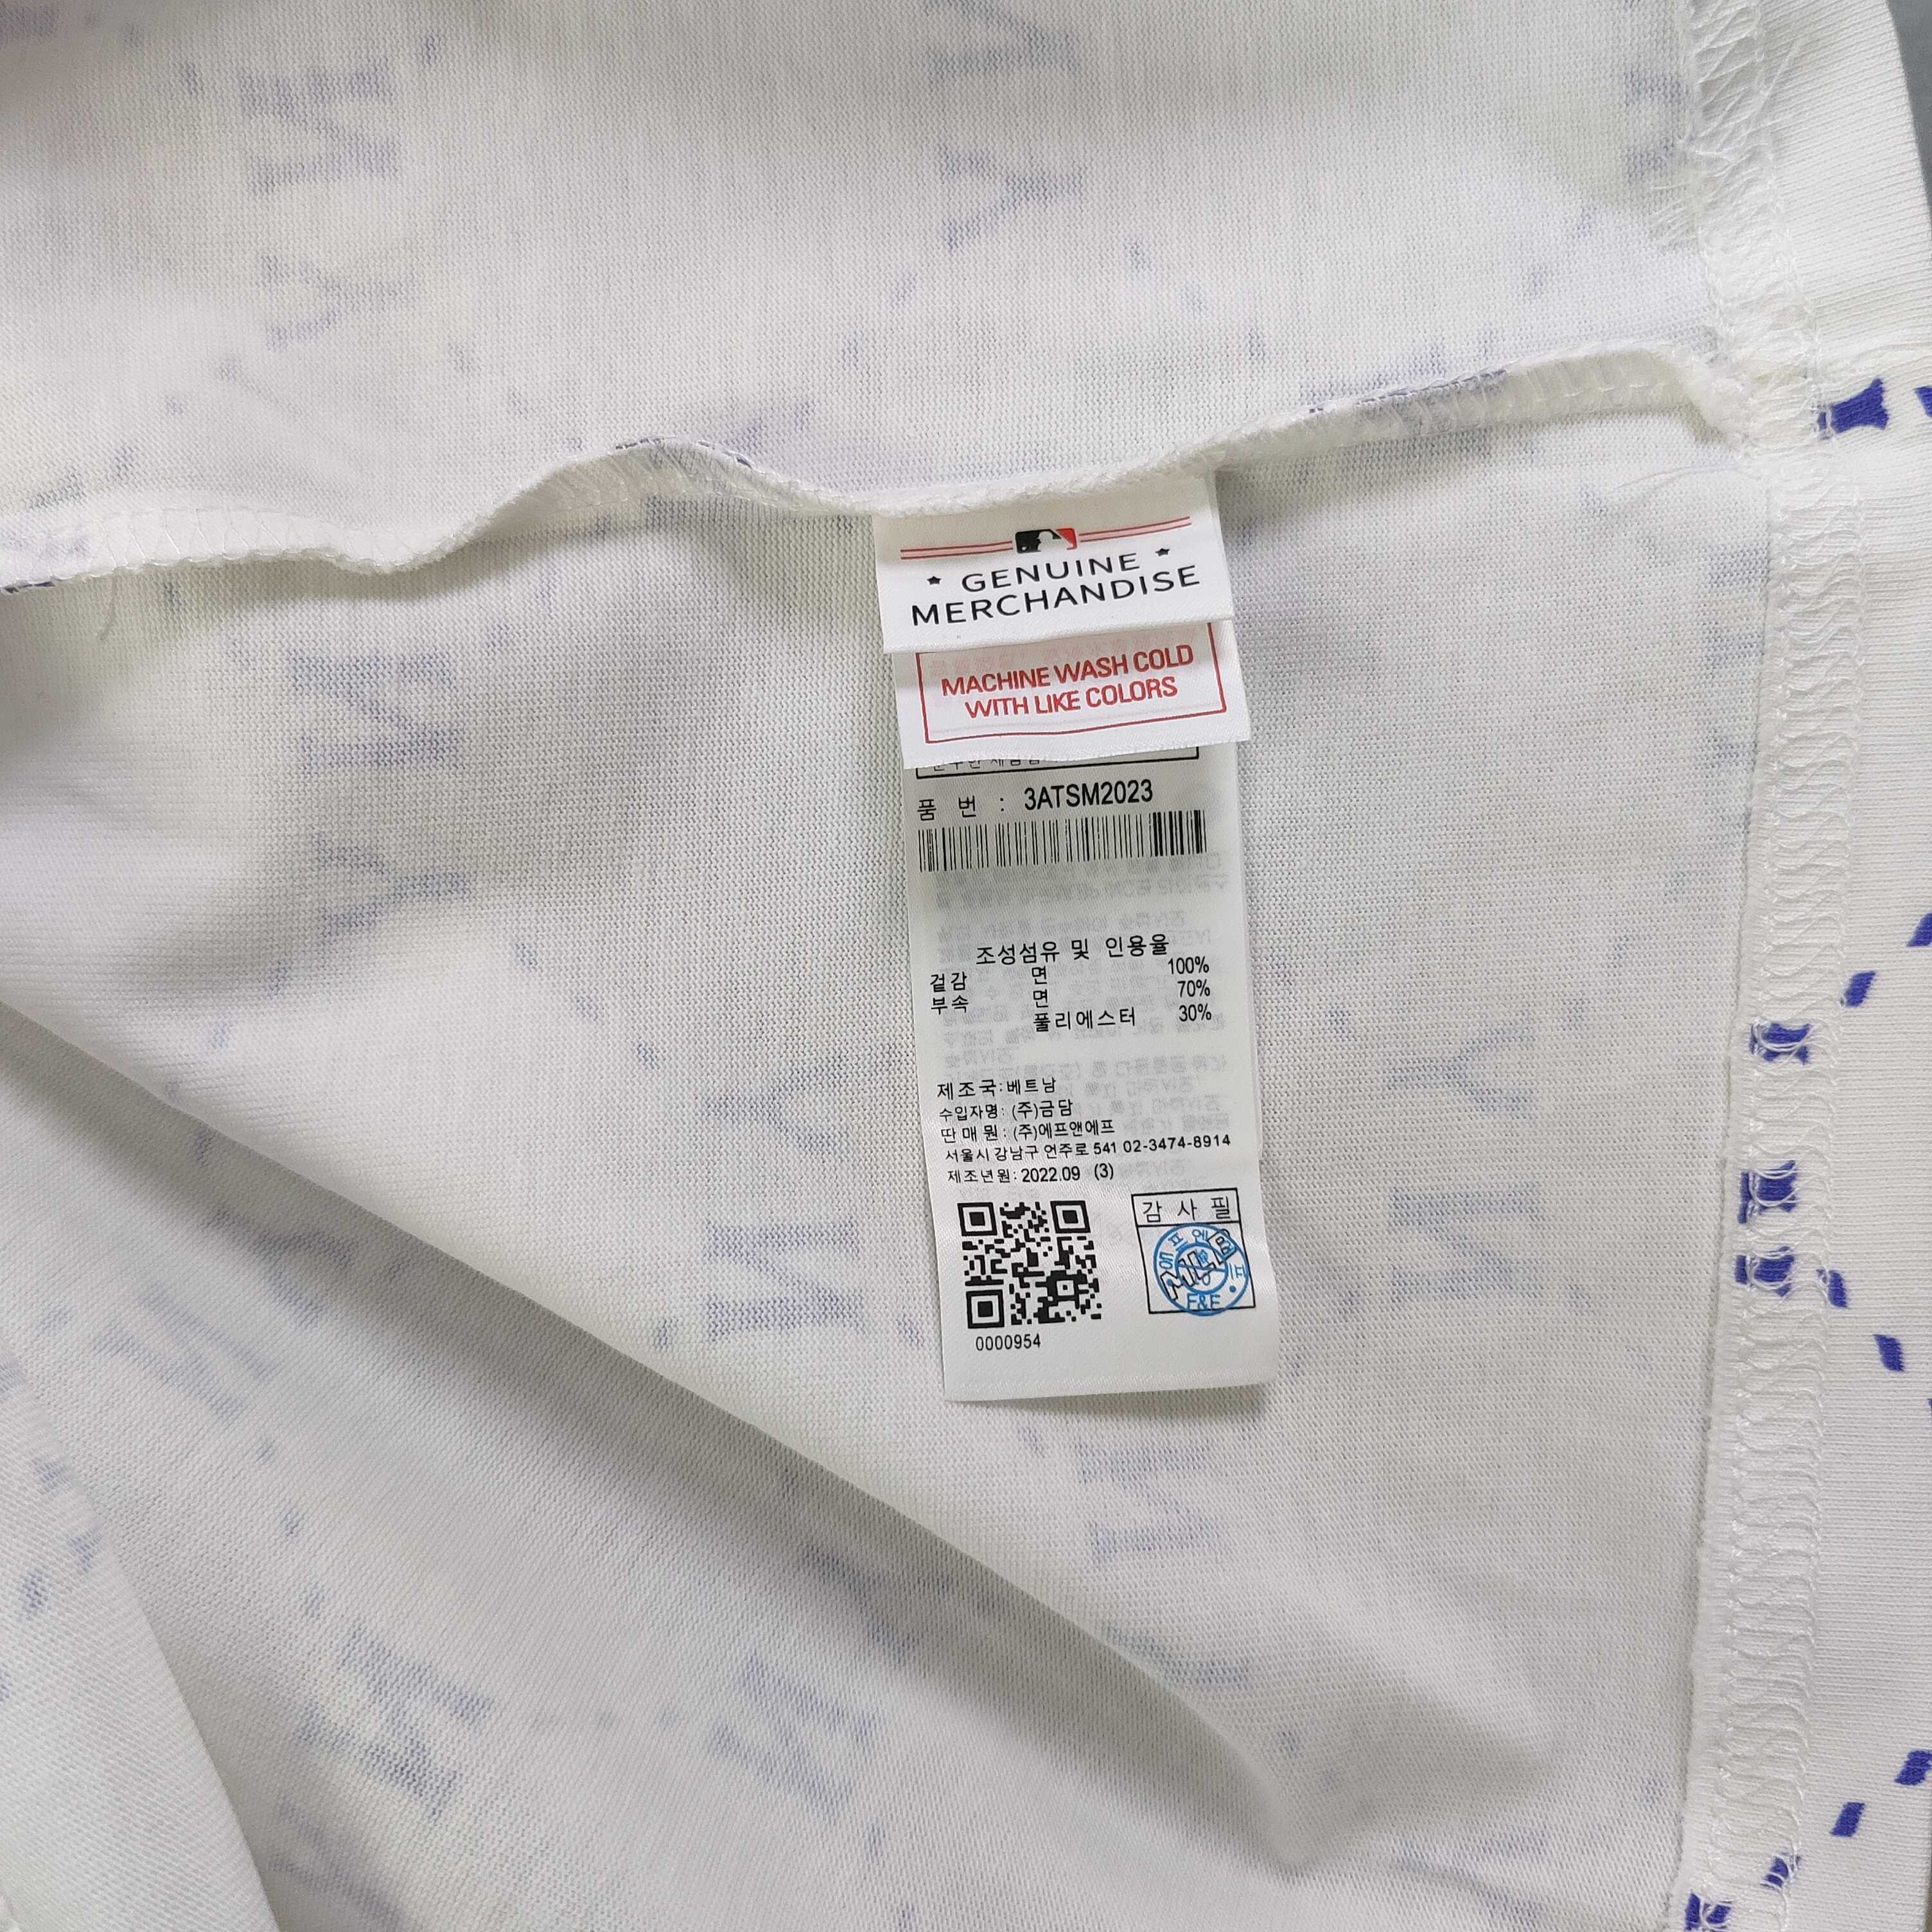 GENUINE
MERCHANDISE
MACHINE WASH COLD
WITH LIKE COLORS
품 번 : 3ATSM2023
조성섬유 및 인용율
겉감 면 100%
부속 면 70%
풀리에스터 30%
제조국: 베트남
수입자명: (주)금담
딴매뭔: (주)에프앤에프
서울시 강남구 언주로 541 02-3474-8914
제조년원: 2022.09 (3)
0000954
감사필
F&F